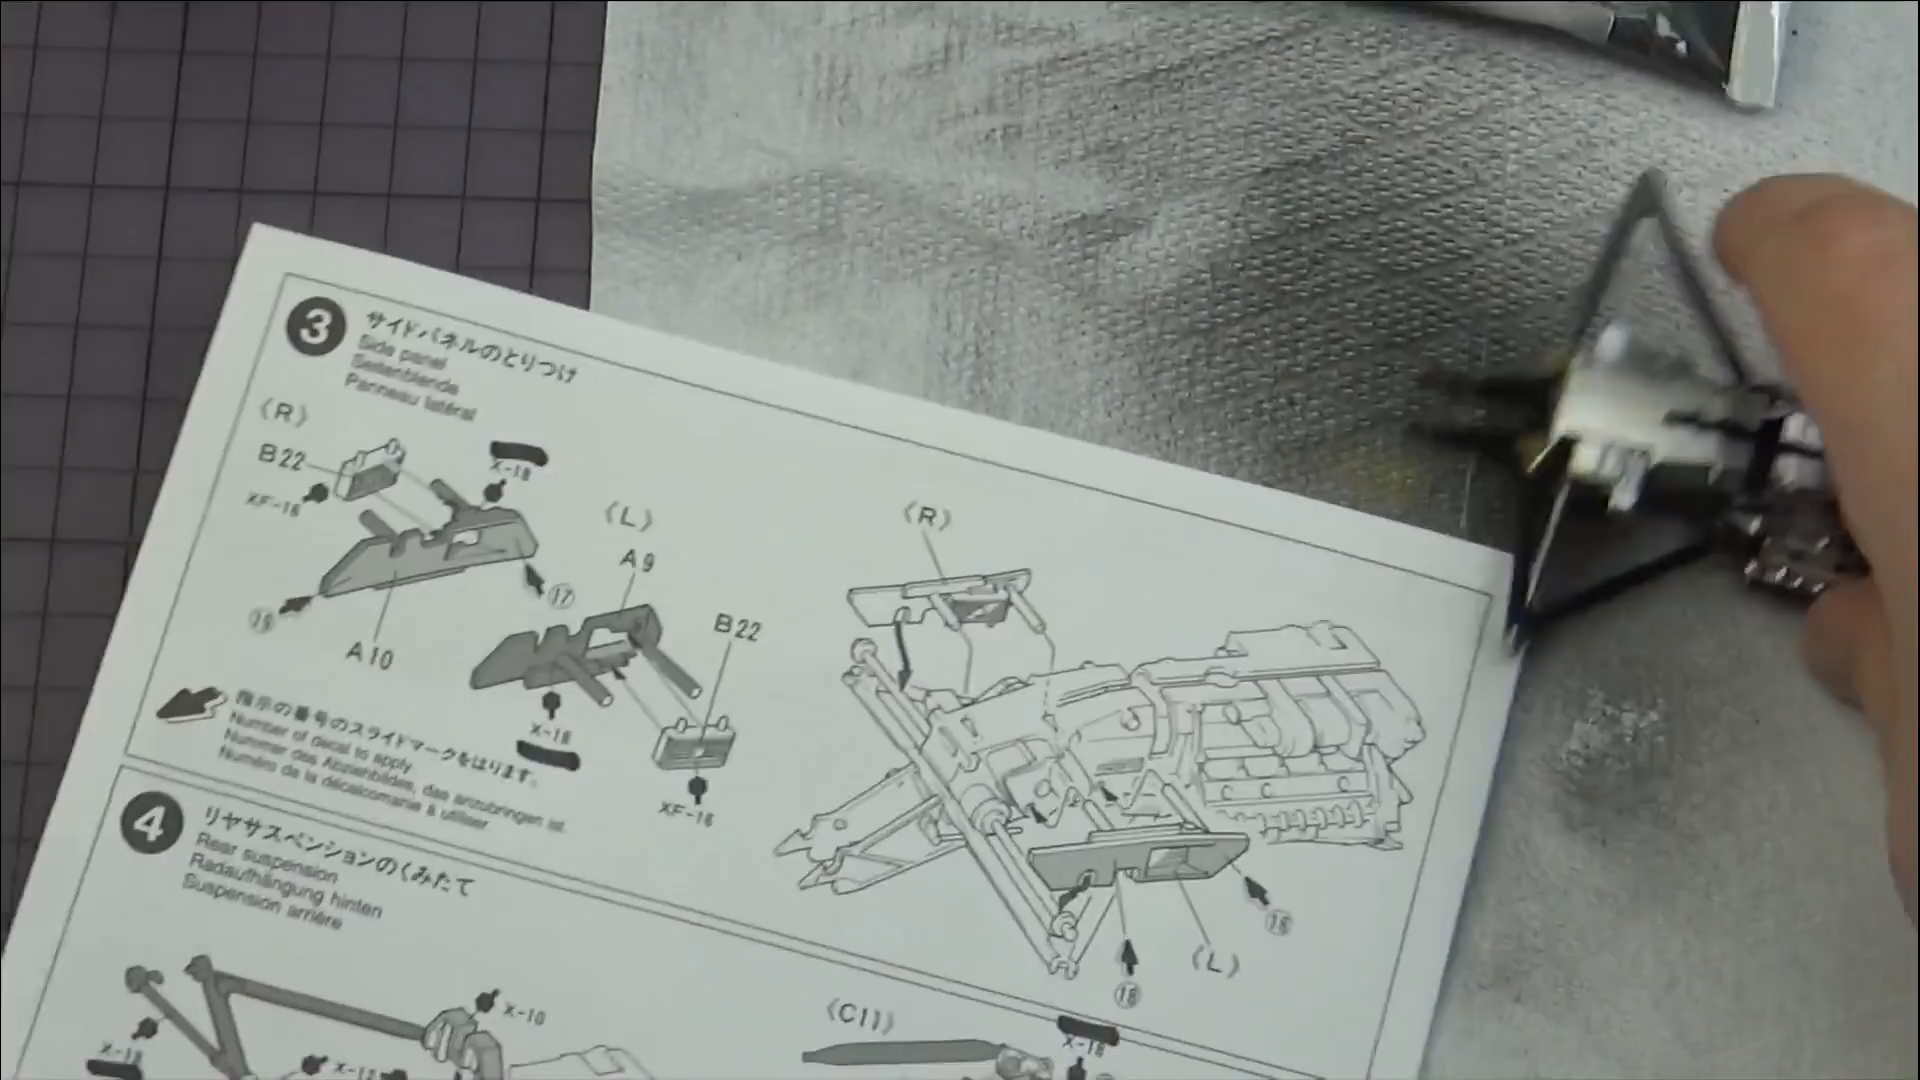 3
サイドパネルのとりつけ
Side panel
Seitenblende
Panneau latéral
《R》
B22
XF-16
X-18
《L》
A9
⑰
A10
B22
X-18
XF-16
《R》
指示の番号のスライドマークをはります。
Number of decal to apply.
Nummer des Abziehbildes, das anzubringen ist.
Numéro de la décalcomanie à utiliser
⑱
《L》
4
リヤサスペンションのくみたて
Rear suspension
Radaufhängung hinten
Suspension arrière
X-10
X-18
《C11》
X-18